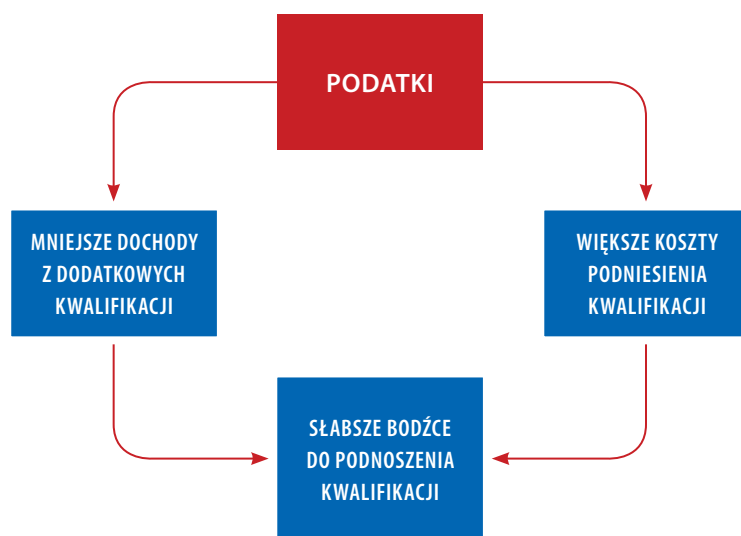 PODATKI
MNIEJSZE DOCHODY
Z DODATKOWYCH
KWALIFIKACJI
WIĘKSZE KOSZTY
PODNIESIENIA
KWALIFIKACJI
SŁABSZE BODŹCE
DO PODNOSZENIA
KWALIFIKACJI